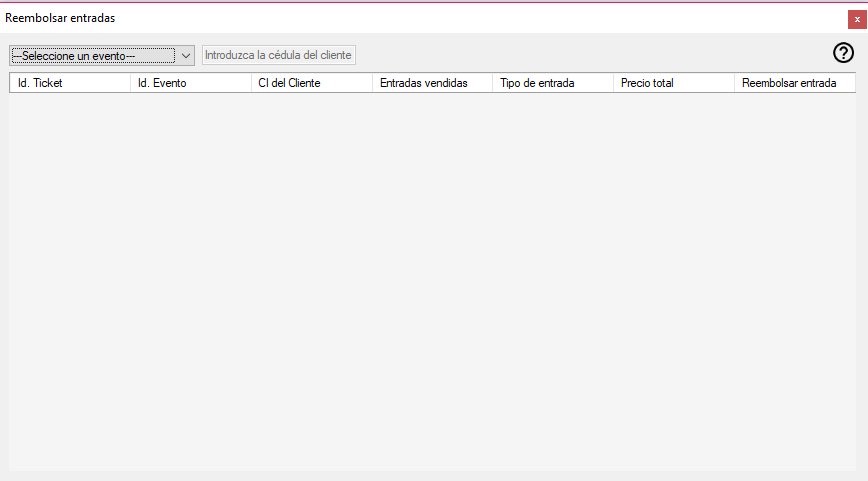 Reembolsar entradas
x
---Seleccione un evento---
Introduzca la cédula del cliente
?
Id. Ticket
Id. Evento
CI del Cliente
Entradas vendidas
Tipo de entrada
Precio total
Reembolsar entrada